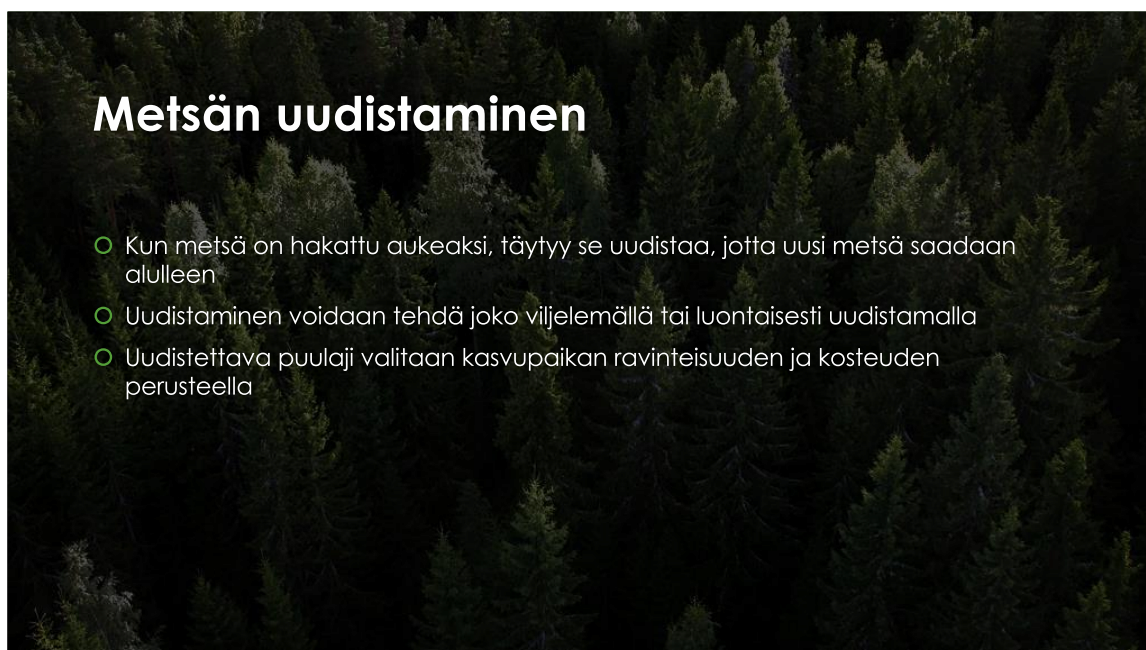 Metsän uudistaminen
Kun metsä on hakattu aukeaksi, täytyy se uudistaa, jotta uusi metsä saadaan
alulleen
Uudistaminen voidaan tehdä joko viljelemällä tai luontaisesti uudistamalla
Uudistettava puulaji valitaan kasvupaikan ravinteisuuden ja kosteuden
perusteella